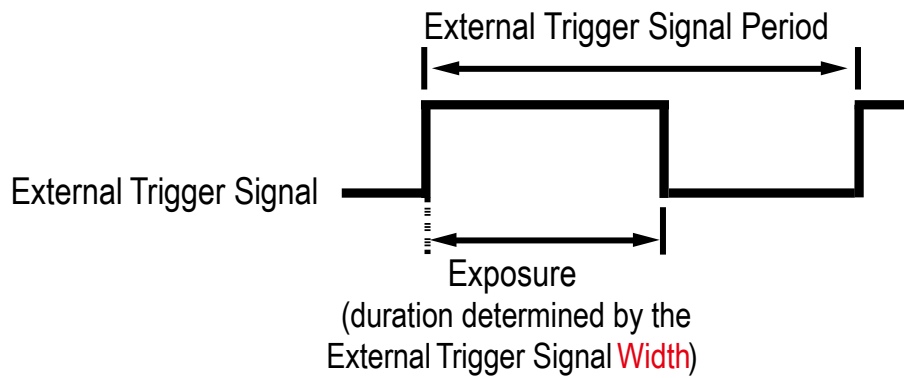 External Trigger Signal Period
External Trigger Signal
Exposure
(duration determined by the
External Trigger Signal Width)